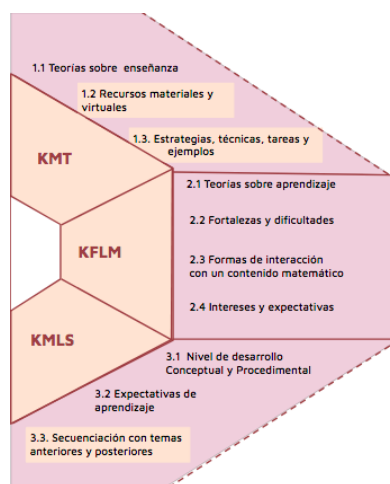 1.1 Teorías sobre enseñanza
1.2 Recursos materiales y
virtuales
1.3. Estrategias, técnicas, tareas y
ejemplos
KMT
2.1 Teorías sobre aprendizaje
2.2 Fortalezas y dificultades
KFLM
2.3 Formas de interacción
con un contenido matemático
2.4 Intereses y expectativas
KMLS
3.1 Nivel de desarrollo
Conceptual y Procedimental
3.2 Expectativas de
aprendizaje
3.3. Secuenciación con temas
anteriores y posteriores